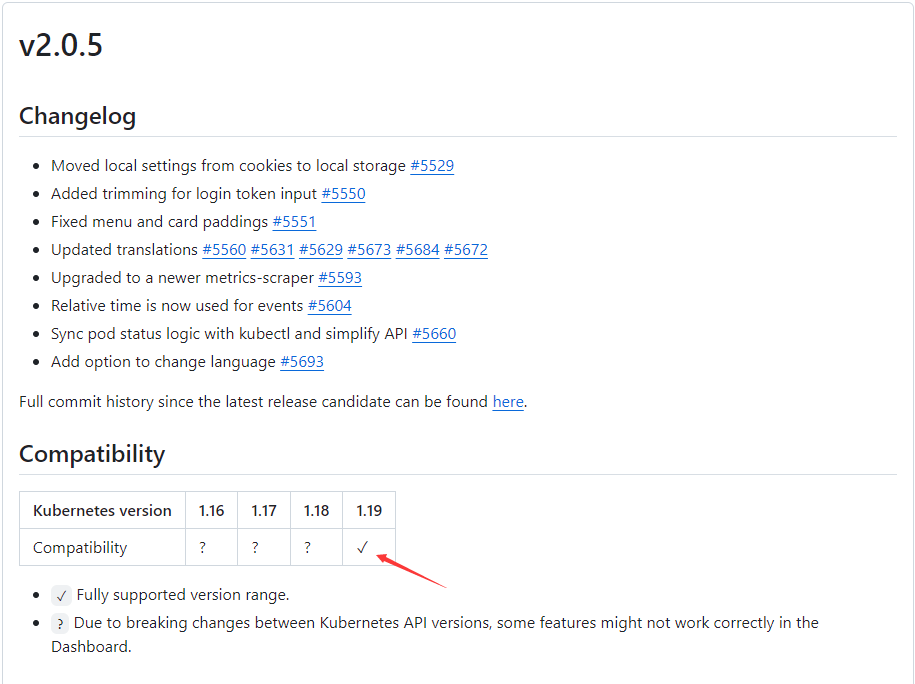 v2.0.5
Changelog
Moved local settings from cookies to local storage #5529
Added trimming for login token input #5550
Fixed menu and card paddings #5551
Updated translations #5560 #5631 #5629 #5673 #5684 #5672
Upgraded to a newer metrics-scraper #5593
Relative time is now used for events #5604
Sync pod status logic with kubectl and simplify API #5660
Add option to change language #5693
Full commit history since the latest release candidate can be found here.
Compatibility
Kubernetes version 1.16 1.17 1.18 1.19
Compatibility ? ? ? ✓
✓ Fully supported version range.
? Due to breaking changes between Kubernetes API versions, some features might not work correctly in the
Dashboard.